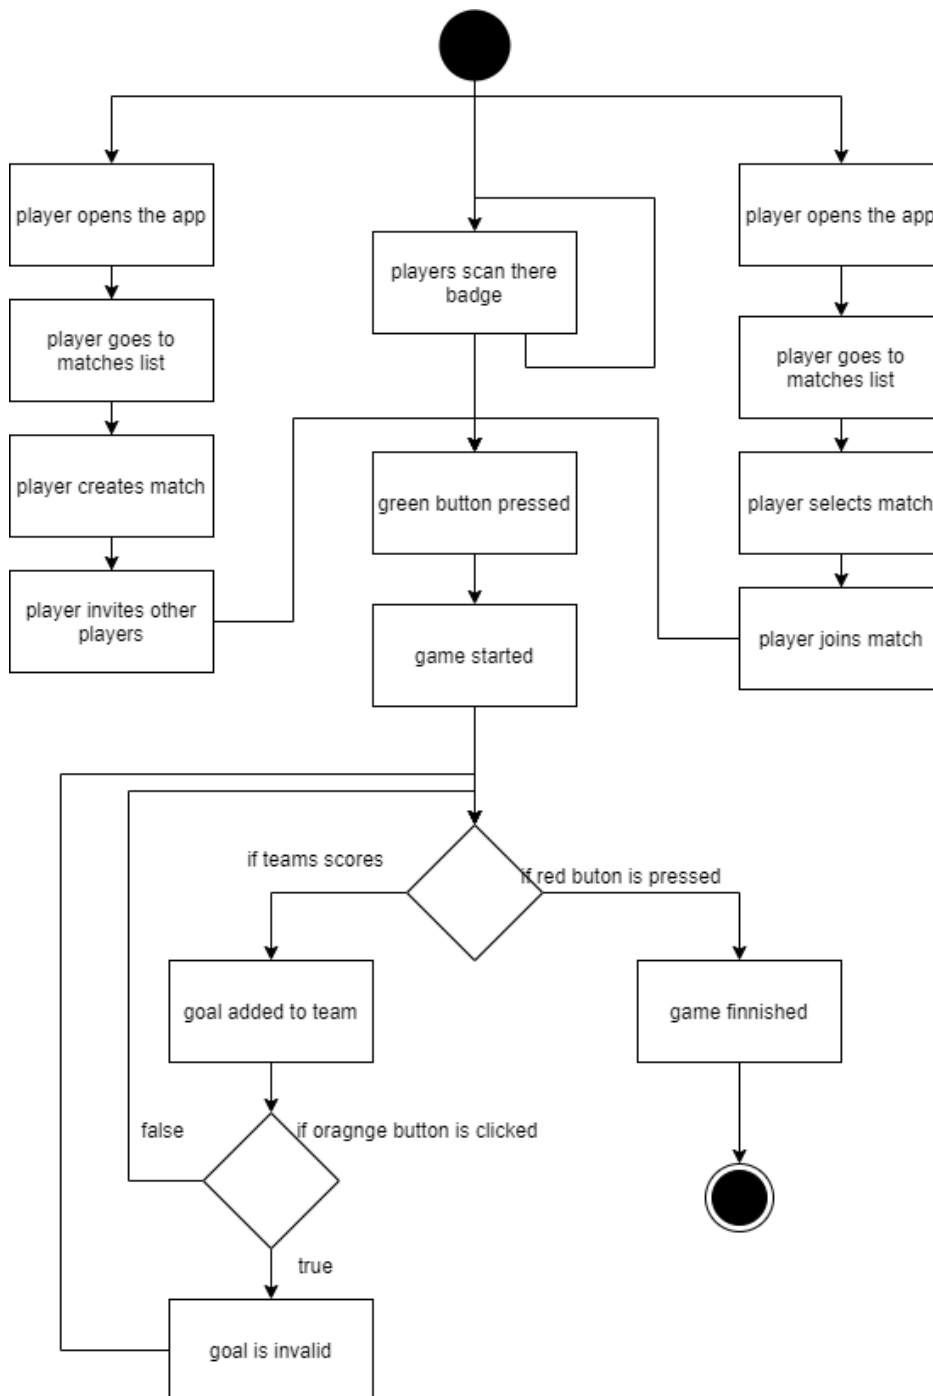 player opens the app
players scan there
badge
player opens the app
player goes to
matches list
player goes to
matches list
player creates match
green button pressed
player selects match
player invites other
players
game started
player joins match
if teams scores
if red buton is pressed
goal added to team
game finnished
false
if oragnge button is clicked
true
goal is invalid